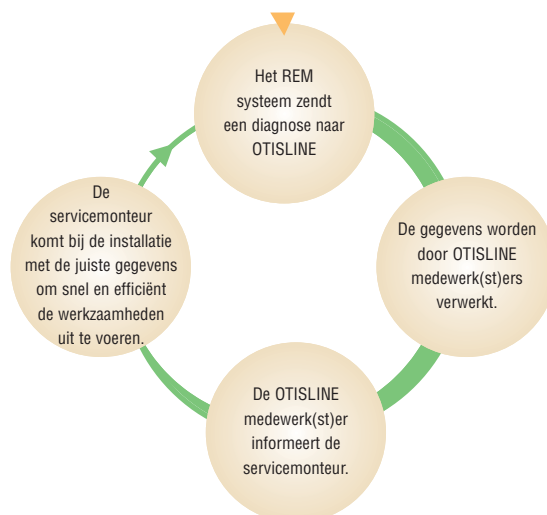 Het REM
systeem zendt
een diagnose naar
OTISLINE
De gegevens worden
door OTISLINE
medewerk(st)ers
verwerkt.
De OTISLINE
medewerk(st)er
informeert de
servicemonteur.
De
servicemonteur
komt bij de installatie
met de juiste gegevens
om snel en efficiënt
de werkzaamheden
uit te voeren.